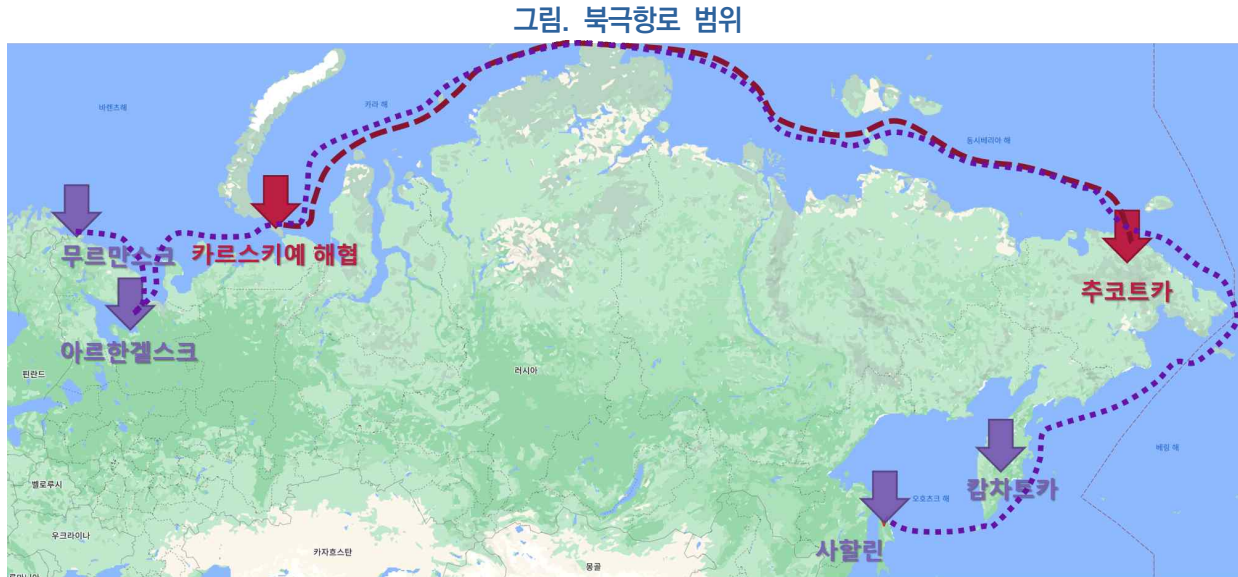 그림. 북극항로 범위
바렌츠해
카라 해
동시베리아 해
무르만스크
카르스키예 해협
추코트카
아르한겔스크
핀란드
러시아
베링 해
벨로루시
캄차토카
오호츠크 해
우크라이나
사할린
카자흐스탄
몽골